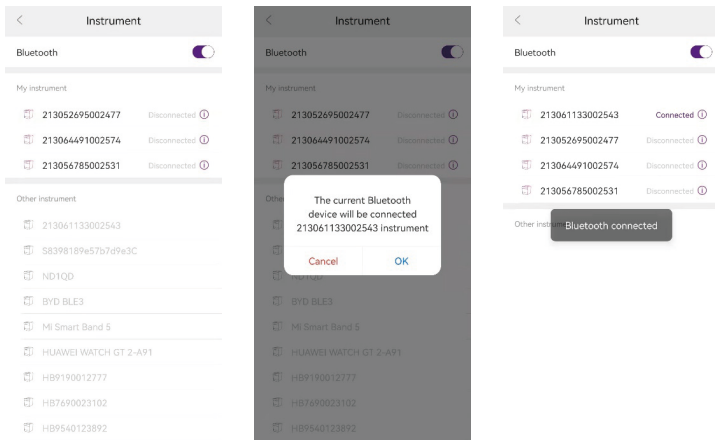 Instrument
Bluetooth
My instrument
213052695002477 Disconnected
213064491002574 Disconnected
213056785002531 Disconnected
Other instrument
213061133002543
S8398189e57b7d9e3C
ND1QD
BYD BLE3
Mi Smart Band 5
HUAWEI WATCH GT 2-A91
HB9190012777
HB7690023102
HB9540123892
Instrument
Bluetooth
My instrument
213052695002477 Disconnected
213064491002574 Disconnected
213056785002531 Disconnected
The current Bluetooth
device will be connected
213061133002543 instrument
Cancel OK
BYD BLE3
Mi Smart Band 5
HUAWEI WATCH GT 2-A91
HB9190012777
HB7690023102
HB9540123892
Instrument
Bluetooth
My instrument
213061133002543 Connected
213052695002477 Disconnected
213064491002574 Disconnected
213056785002531 Disconnected
Other
Bluetooth connected